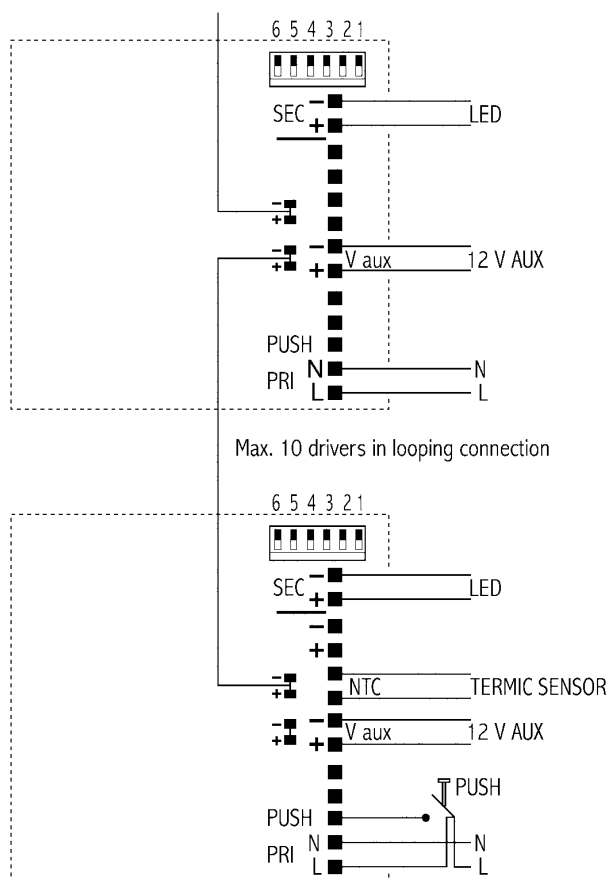 6 5 4 3 2 1
SEC - LED
+
-
+
- V aux 12 V AUX
+ +
PUSH
N N
PRI L L
Max. 10 drivers in looping connection
6 5 4 3 2 1
SEC - LED
+
-
+
- NTC TERMIC SENSOR
+
- - V aux 12 V AUX
+ +
PUSH
PUSH
N N
PRI L L